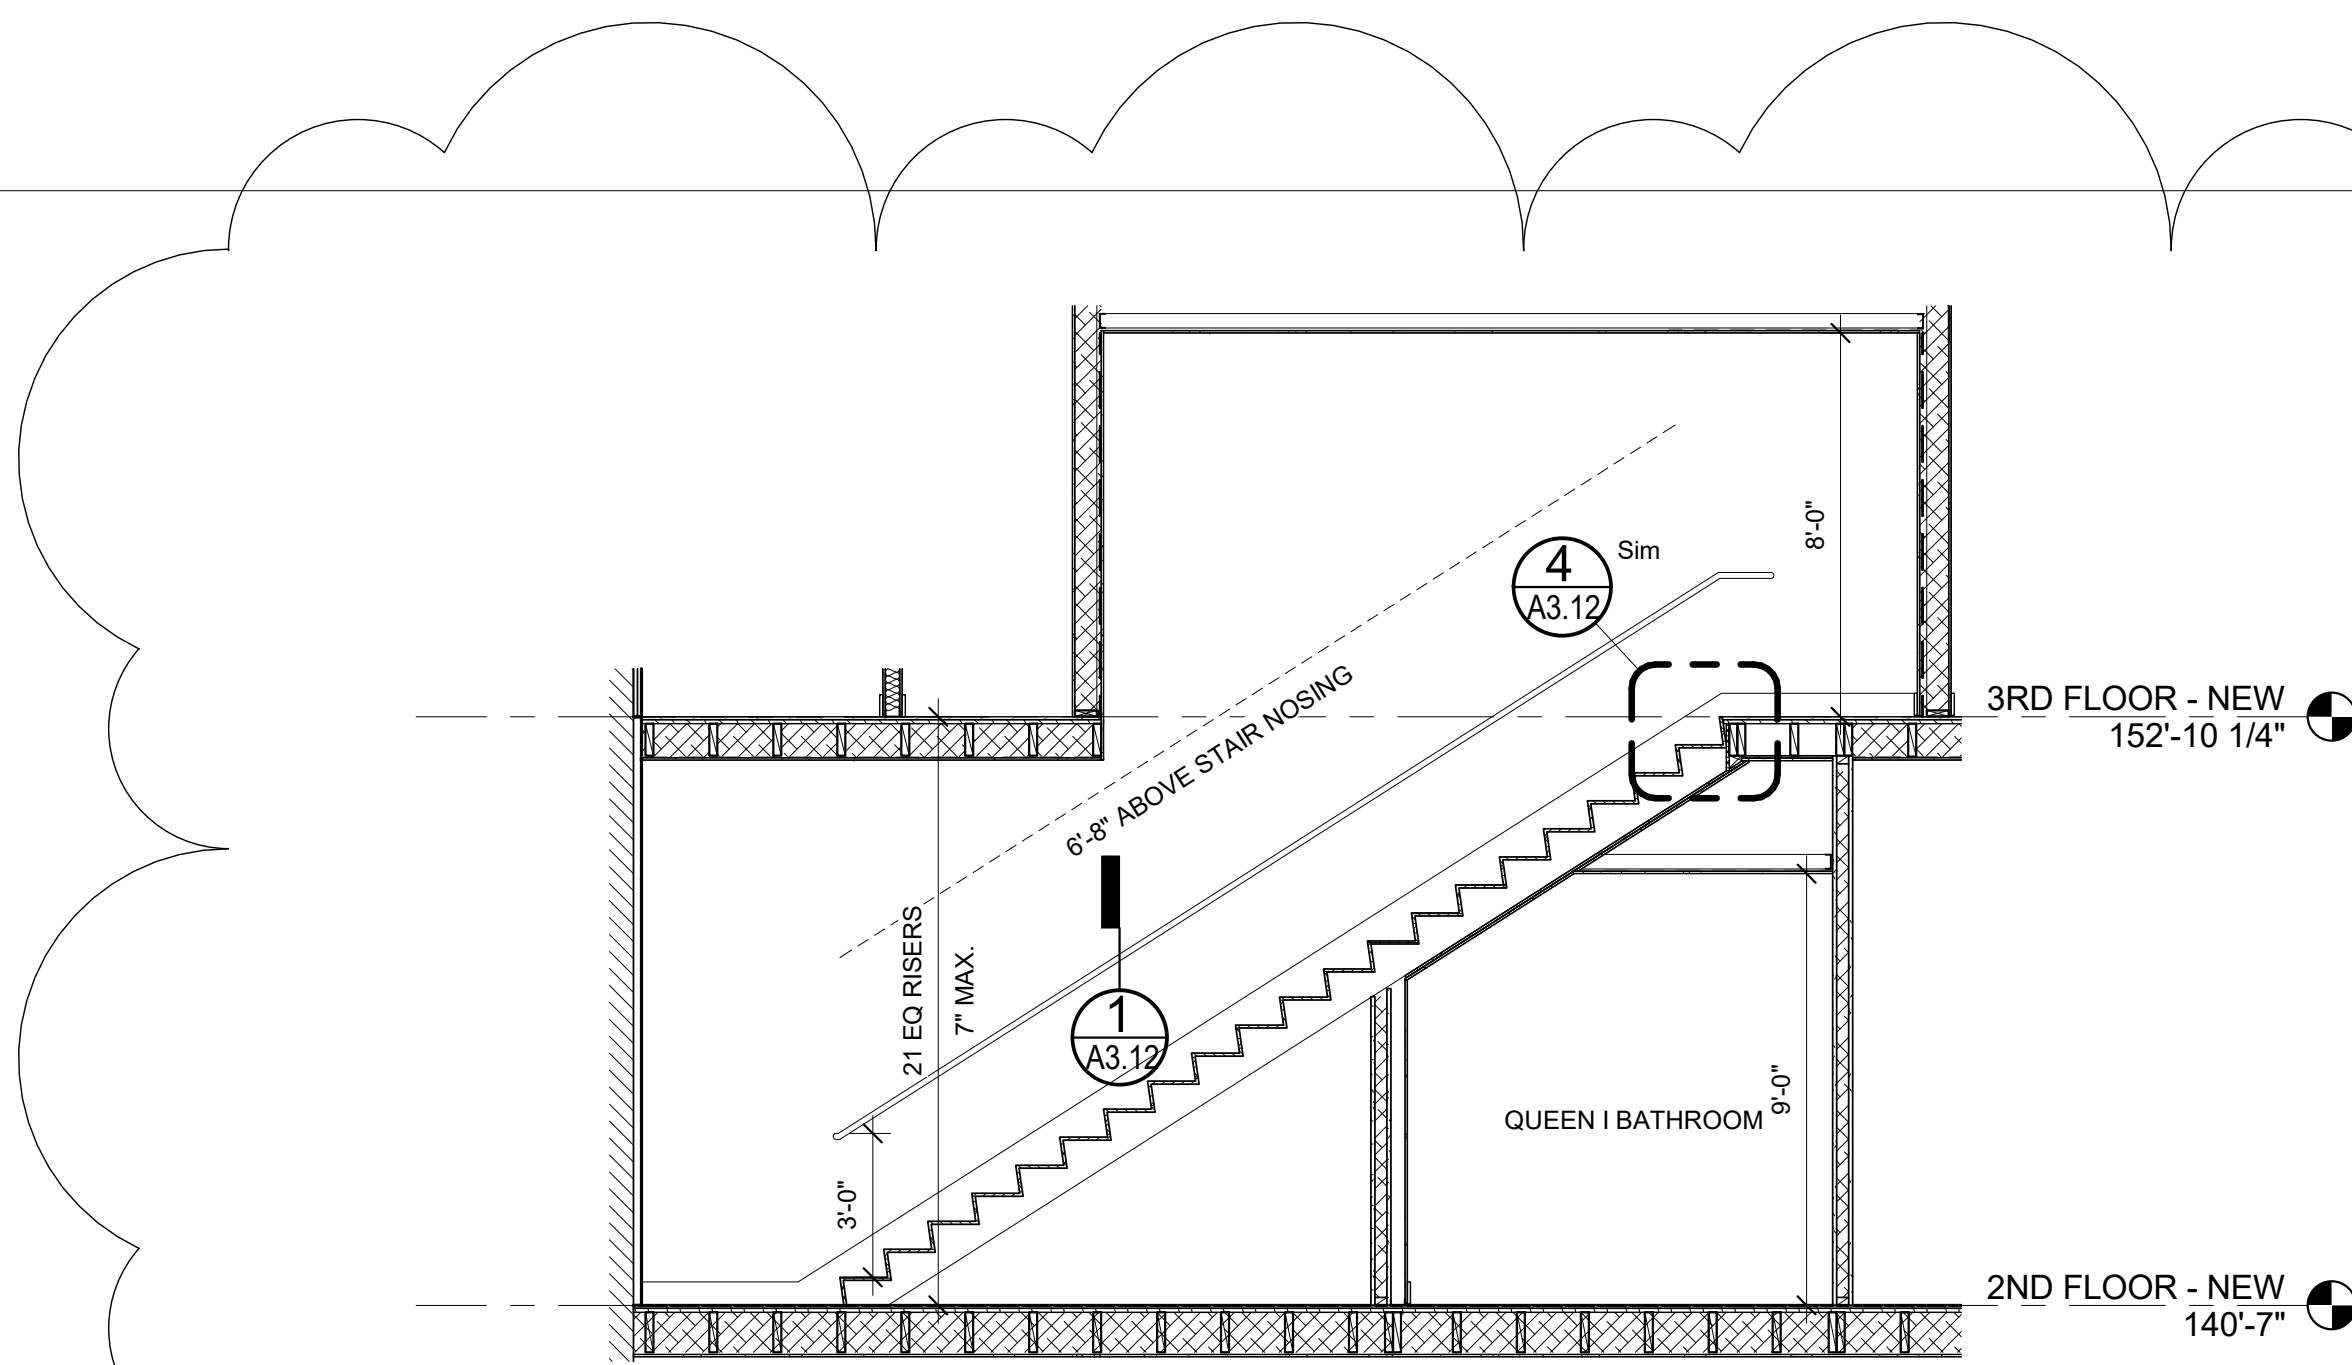 8'-0"
4
A3.12
Sim
6'-8" ABOVE STAIR NOSING
3RD FLOOR - NEW
152'-10 1/4"
21 EQ RISERS
7" MAX.
1
A3.12
3'-0"
QUEEN I BATHROOM
9'-0"
2ND FLOOR - NEW
140'-7"